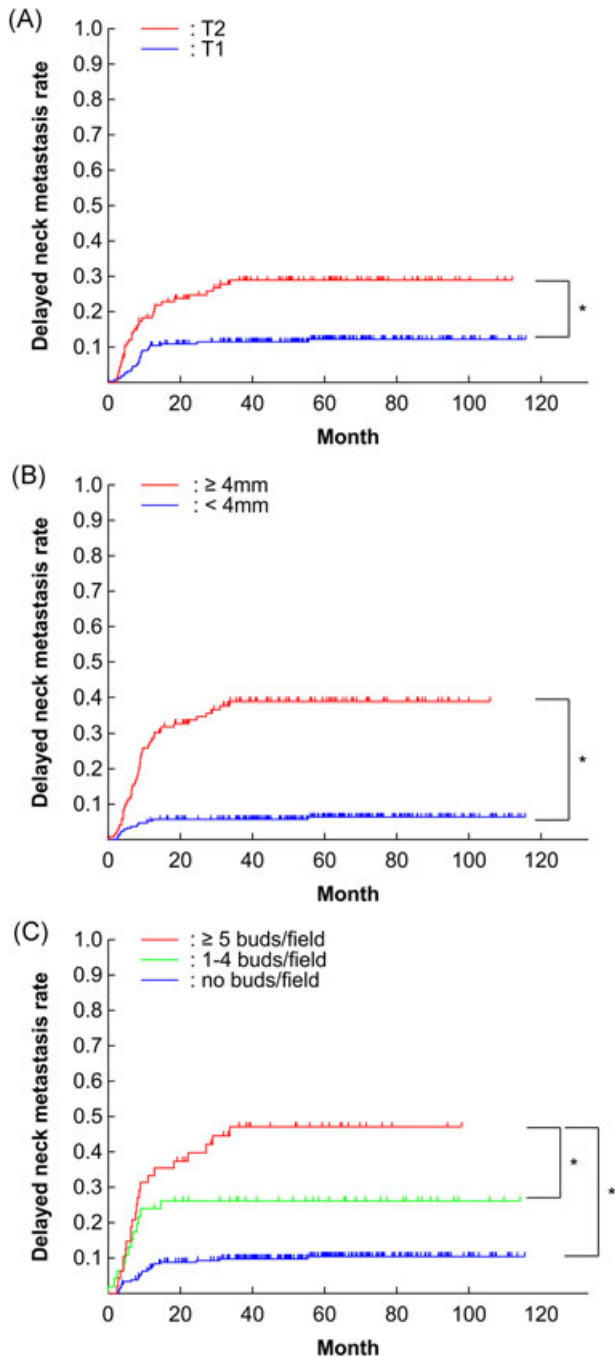 (A)
: T2
: T1
Delayed neck metastasis rate
1.0
0.9
0.8
0.7
0.6
0.5
0.4
0.3
0.2
0.1
*
0 20 40 60 80 100 120
Month
(B)
: ≥ 4mm
: < 4mm
Delayed neck metastasis rate
1.0
0.9
0.8
0.7
0.6
0.5
0.4
0.3
0.2
0.1
*
0 20 40 60 80 100 120
Month
(C)
: ≥ 5 buds/field
: 1-4 buds/field
: no buds/field
Delayed neck metastasis rate
1.0
0.9
0.8
0.7
0.6
0.5
0.4
0.3
0.2
0.1
*
*
0 20 40 60 80 100 120
Month